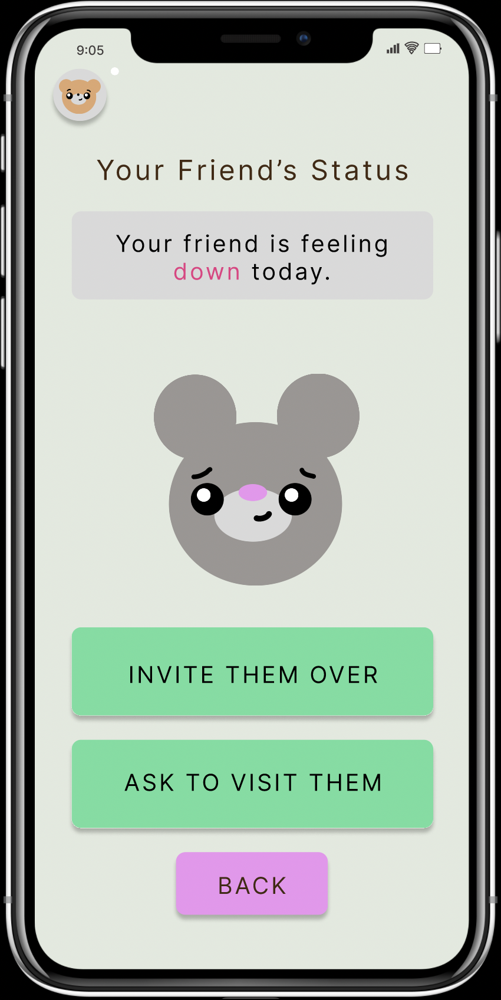 9:05
Your Friend’s Status
Your friend is feeling
down today.
INVITE THEM OVER
ASK TO VISIT THEM
BACK